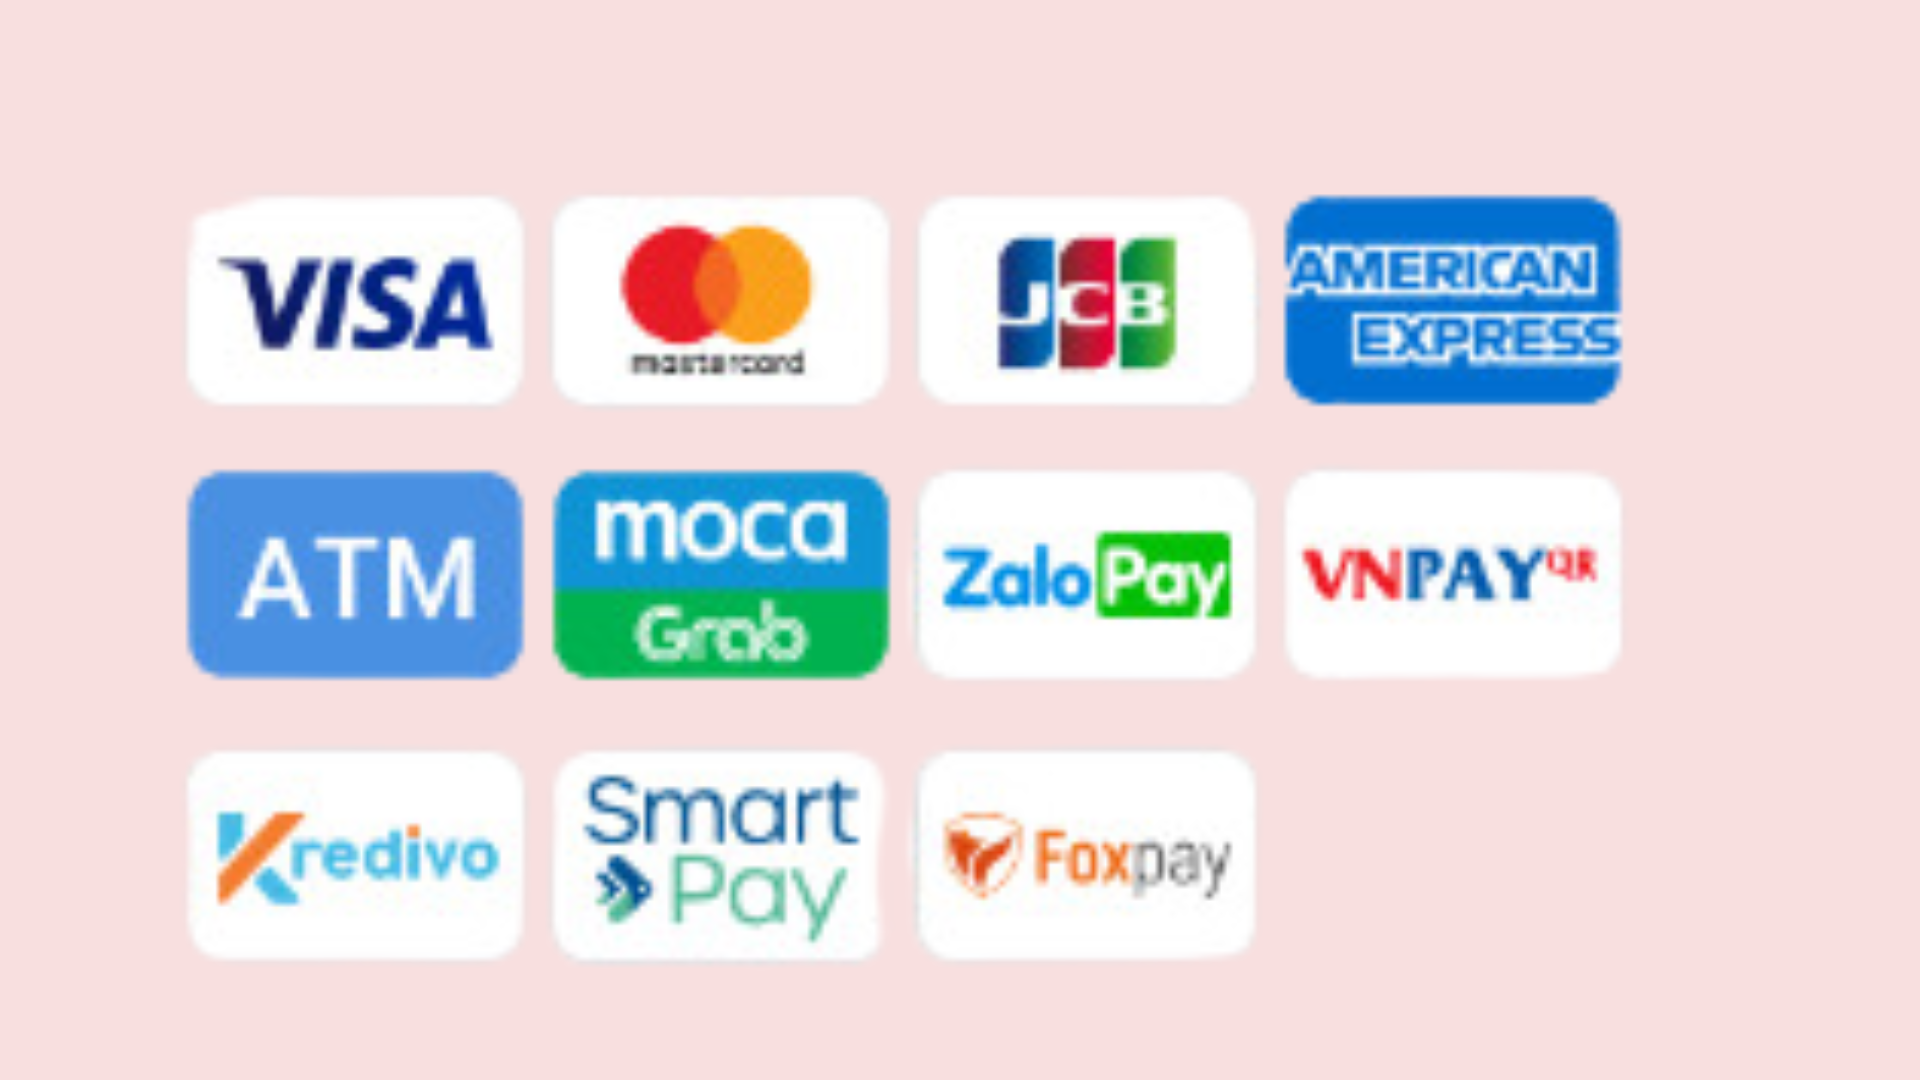 VISA
mastercard
JCB
AMERICAN
EXPRESS
ATM
moca
Grab
ZaloPay
VNPAYQR
Kredivo
Smart
Pay
Foxpay